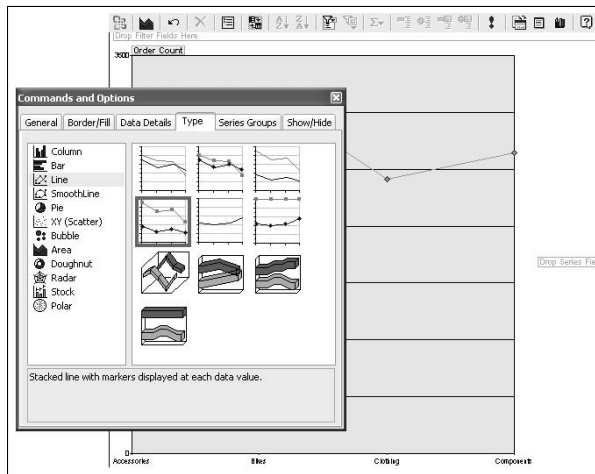 Drop Filter Fields Here
Order Count
3500
Commands and Options
General
Border/Fill
Data Details
Type
Series Groups
Show/Hide
Column
Bar
Line
SmoothLine
Pie
XY (Scatter)
Bubble
Area
Doughnut
Radar
Stock
Polar
Stacked line with markers displayed at each data value.
Drop Series Fie
0
Accessories
Bikes
Clothing
Components